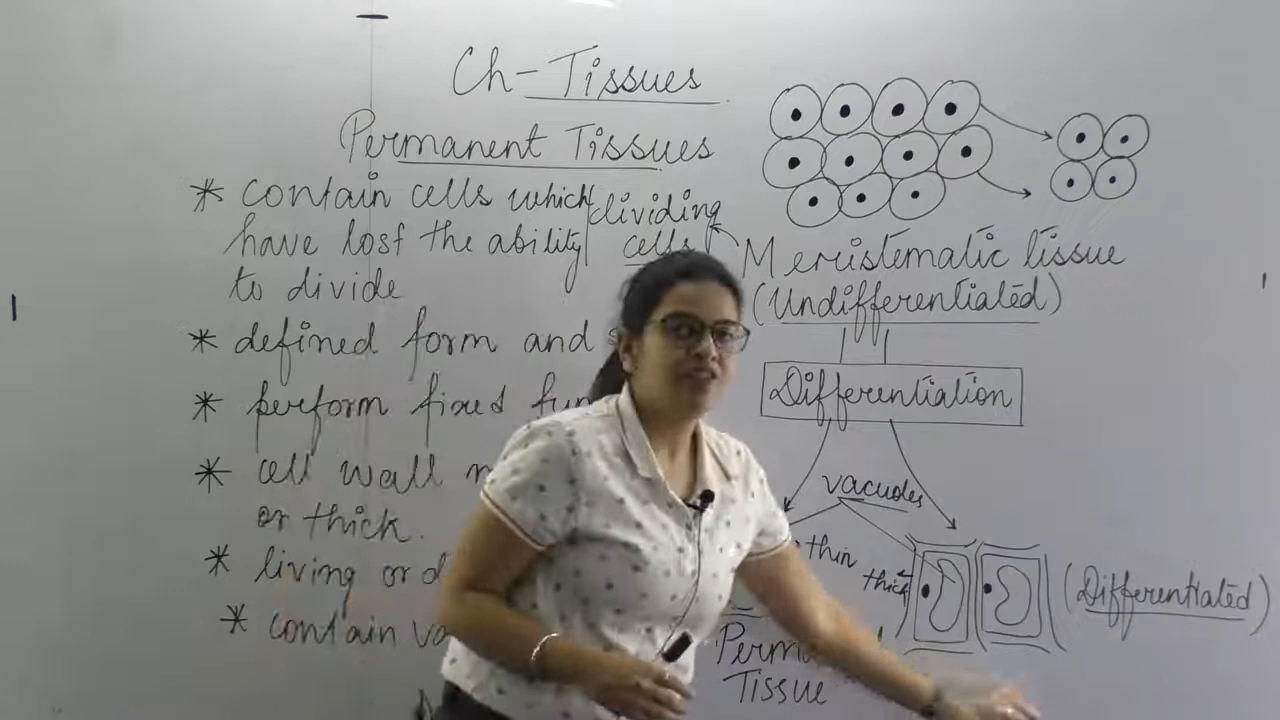 Ch-Tissues
Permanent Tissues
* contain cells which
have lost the ability
to divide
* defined form and
* perform fixed
* cell wall
or thick.
* living or
* contain
dividing
cells
Meristematic tissue
(Undifferentiated)
Differentiation
vacuoles
thin
thick
(Differentiated)
Tissue